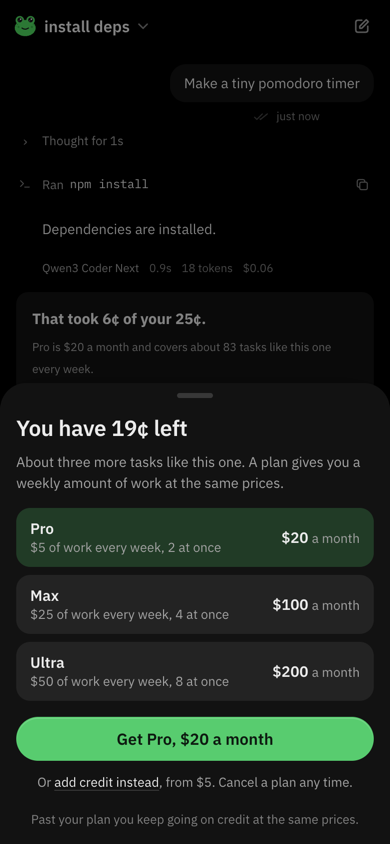 install deps
Make a tiny pomodoro timer
just now
Thought for 1s
Ran npm install
Dependencies are installed.
Qwen3 Coder Next 0.9s 18 tokens $0.06
That took 6¢ of your 25¢.
Pro is $20 a month and covers about 83 tasks like this one
every week.
You have 19¢ left
About three more tasks like this one. A plan gives you a
weekly amount of work at the same prices.
Pro
$5 of work every week, 2 at once
$20 a month
Max
$25 of work every week, 4 at once
$100 a month
Ultra
$50 of work every week, 8 at once
$200 a month
Get Pro, $20 a month
Or add credit instead, from $5. Cancel a plan any time.
Past your plan you keep going on credit at the same prices.